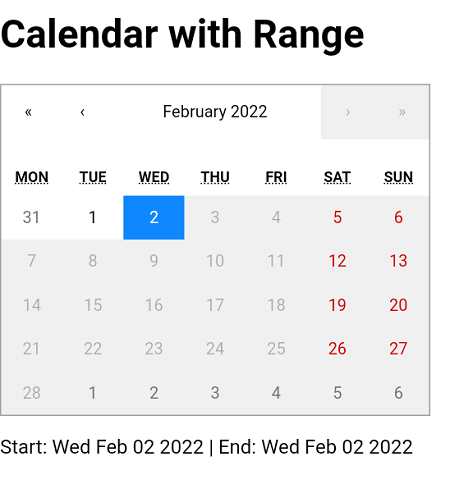 Calendar with Range
« ‹ February 2022 › »
MON TUE WED THU FRI SAT SUN
31 1 2 3 4 5 6
7 8 9 10 11 12 13
14 15 16 17 18 19 20
21 22 23 24 25 26 27
28 1 2 3 4 5 6
Start: Wed Feb 02 2022 | End: Wed Feb 02 2022